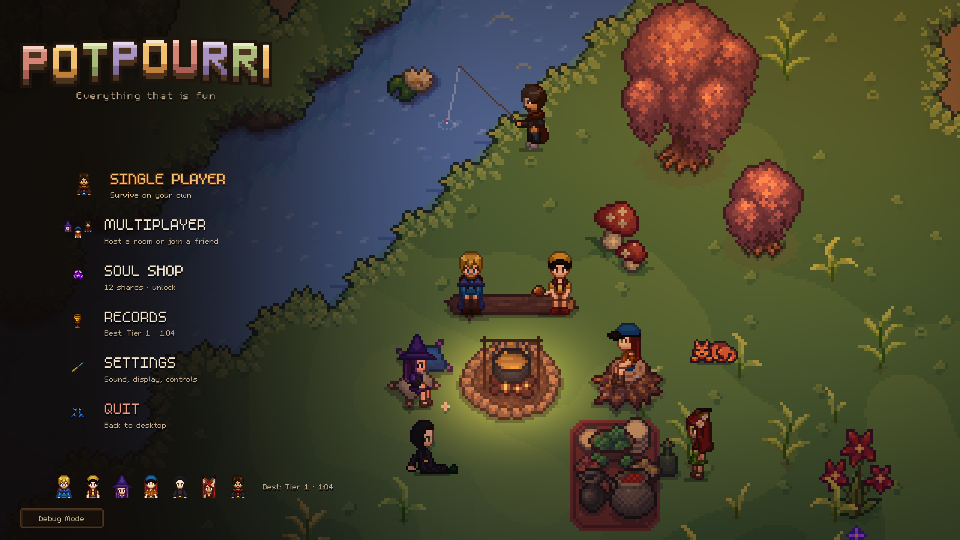 POTPOURRI
Everything that is fun
SINGLE PLAYER
Survive on your own
MULTIPLAYER
Host a room or join a friend
SOUL SHOP
12 shares · unlock
RECORDS
Best: Tier 1 · 1:04
SETTINGS
Sound, display, controls
QUIT
Back to desktop
Best: Tier 1 · 1:04
Debug Mode